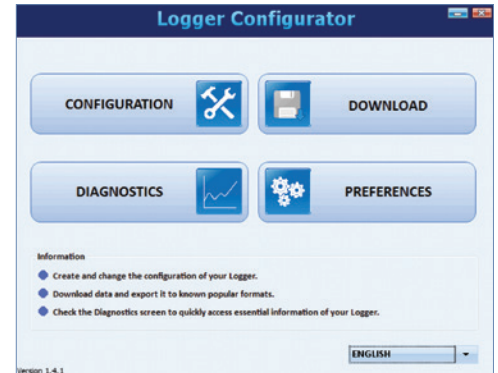 Logger Configurator
CONFIGURATION
DOWNLOAD
DIAGNOSTICS
PREFERENCES
Information
Create and change the configuration of your Logger.
Download data and export it to known popular formats.
Check the Diagnostics screen to quickly access essential information of your Logger.
ENGLISH
Version 1.4.1